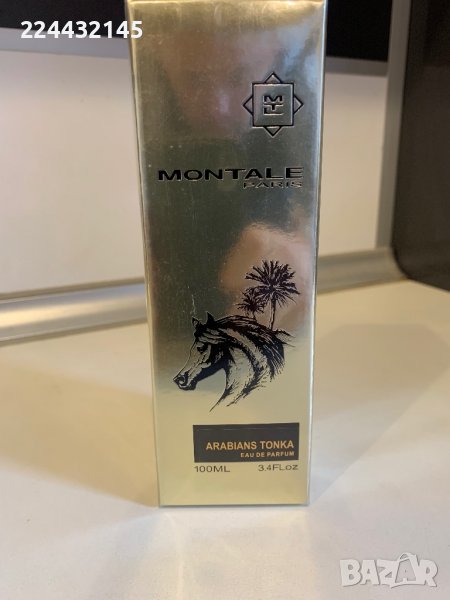 224432145
MONTALE
PARIS
ARABIANS TONKA
EAU DE PARFUM
100ML 3.4FLoz
BAZAR